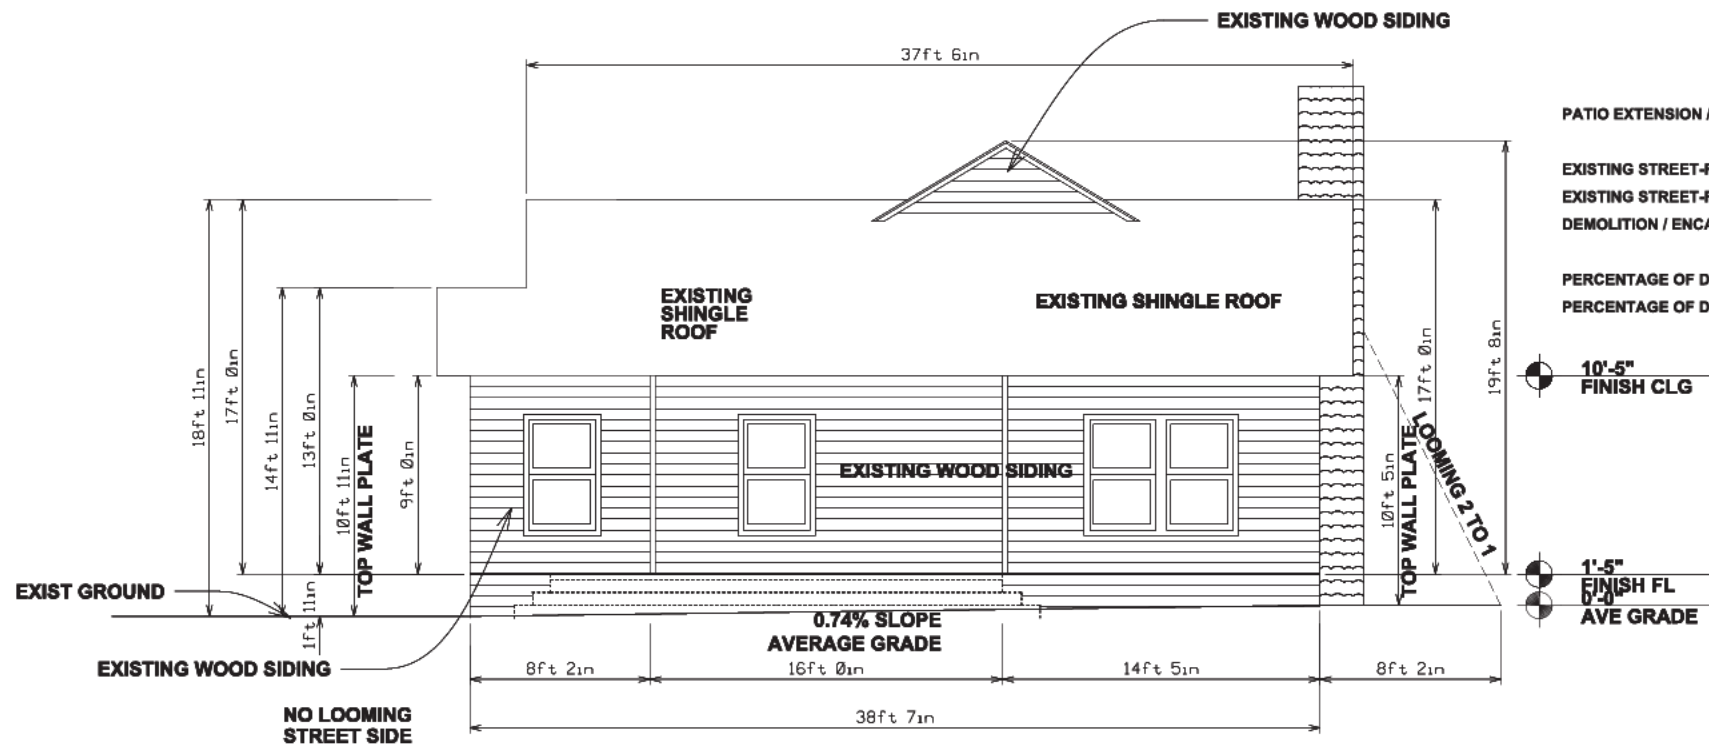 EXISTING WOOD SIDING
37ft 6in
PATIO EXTENSION /
EXISTING STREET-F
EXISTING STREET-F
DEMOLITION / ENCA
PERCENTAGE OF D
PERCENTAGE OF D
EXISTING
SHINGLE
ROOF
EXISTING SHINGLE ROOF
18ft 11in
17ft 0in
14ft 11in
13ft 0in
10ft 11in
TOP WALL PLATE
9ft 0in
1ft 11in
EXISTING WOOD SIDING
10ft 5in
TOP WALL PLATE
17ft 0in
LOOMING 2 TO 1
19ft 8in
10'-5"
FINISH CLG
1'-5"
FINISH FL
0'-0"
AVE GRADE
EXIST GROUND
0.74% SLOPE
AVERAGE GRADE
EXISTING WOOD SIDING
8ft 2in
16ft 0in
14ft 5in
8ft 2in
NO LOOMING
STREET SIDE
38ft 7in